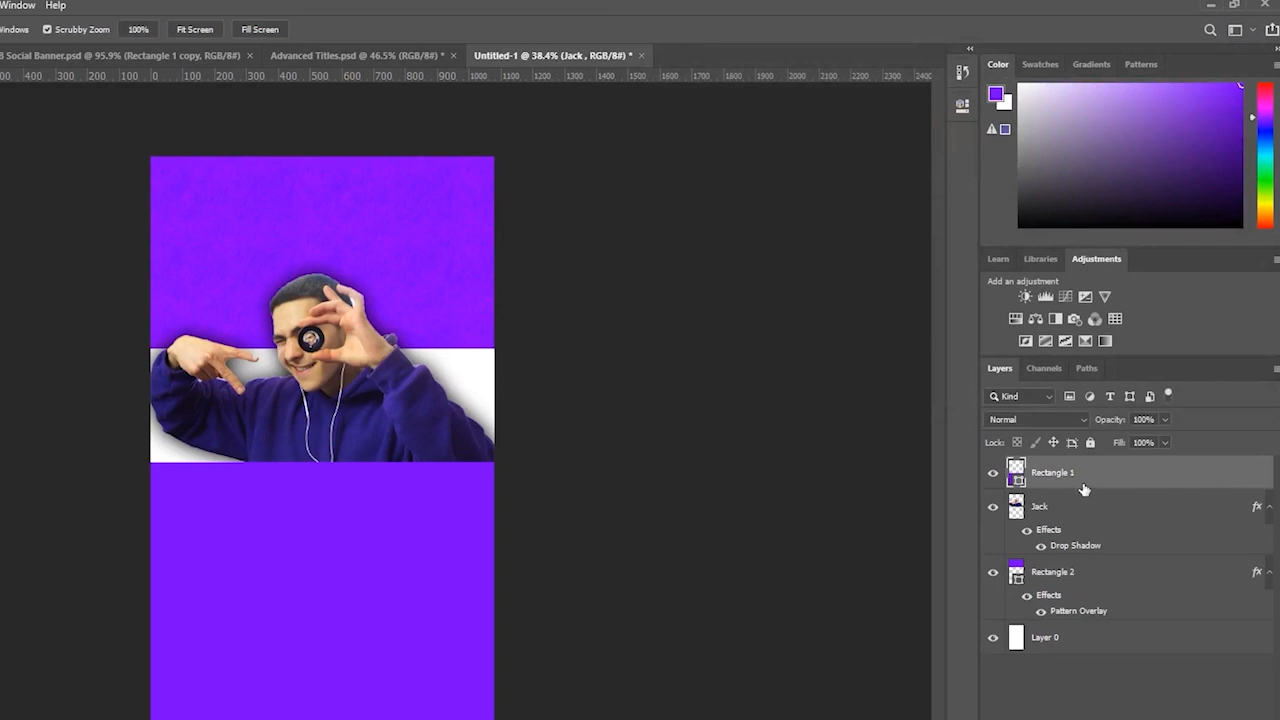 Window Help
Windows Scrubby Zoom 100% Fit Screen Fill Screen
B Social Banner.psd @ 95.9% (Rectangle 1 copy, RGB/8#) × Advanced Titles.psd @ 46.5% (RGB/8#) * × Untitled-1 @ 38.4% (Jack , RGB/8#) * ×
400 300 200 100 0 100 200 300 400 500 600 700 800 900 1000 1100 1200 1300 1400 1500 1600 1700 1800 1900 2000 2100 2200 2300 2400
Color Swatches Gradients Patterns
Learn Libraries Adjustments
Add an adjustment
Layers Channels Paths
Kind
Normal Opacity: 100%
Lock: Fill: 100%
Rectangle 1
Jack fx
Effects
Drop Shadow
Rectangle 2 fx
Effects
Pattern Overlay
Layer 0